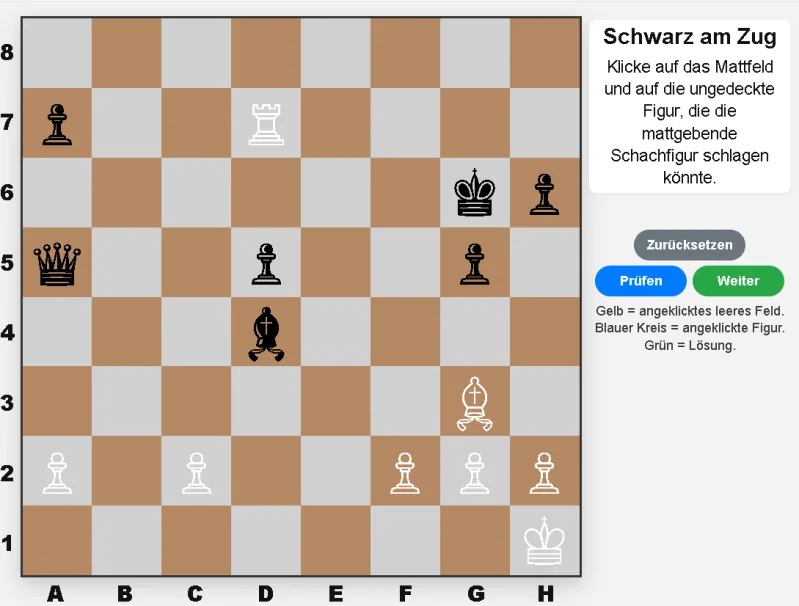 Schwarz am Zug
Klicke auf das Mattfeld
und auf die ungedeckte
Figur, die die
mattgebende
Schachfigur schlagen
könnte.
Zurücksetzen
Prüfen Weiter
Gelb = angeklicktes leeres Feld.
Blauer Kreis = angeklickte Figur.
Grün = Lösung.
8
7
6
5
4
3
2
1
A B C D E F G H